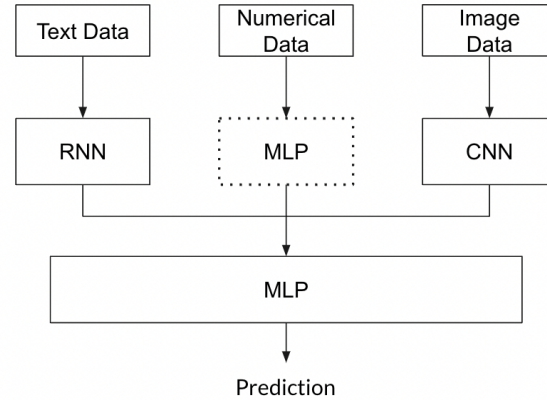 Text Data
Numerical
Data
Image
Data
RNN
MLP
CNN
MLP
Prediction